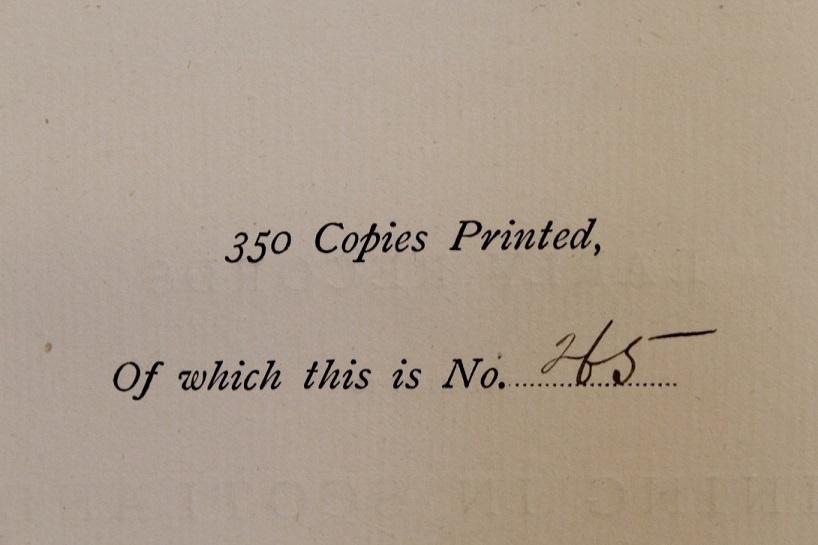 350 Copies Printed,
Of which this is No. 265